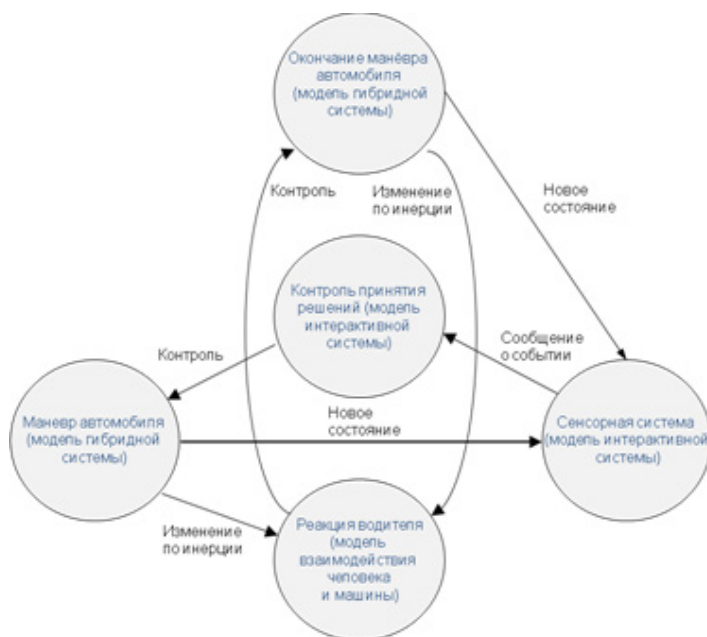 Окончание манёвра
автомобиля
(модель гибридной
системы)
Контроль
Изменение
по инерции
Новое
состояние
Контроль принятия
решений (модель
интерактивной
системы)
Сообщение
о событии
Контроль
Маневр автомобиля
(модель гибридной
системы)
Новое
состояние
Сенсорная система
(модель интерактивной
системы)
Изменение
по инерции
Реакция водителя
(модель
взаимодействия
человека
и машины)